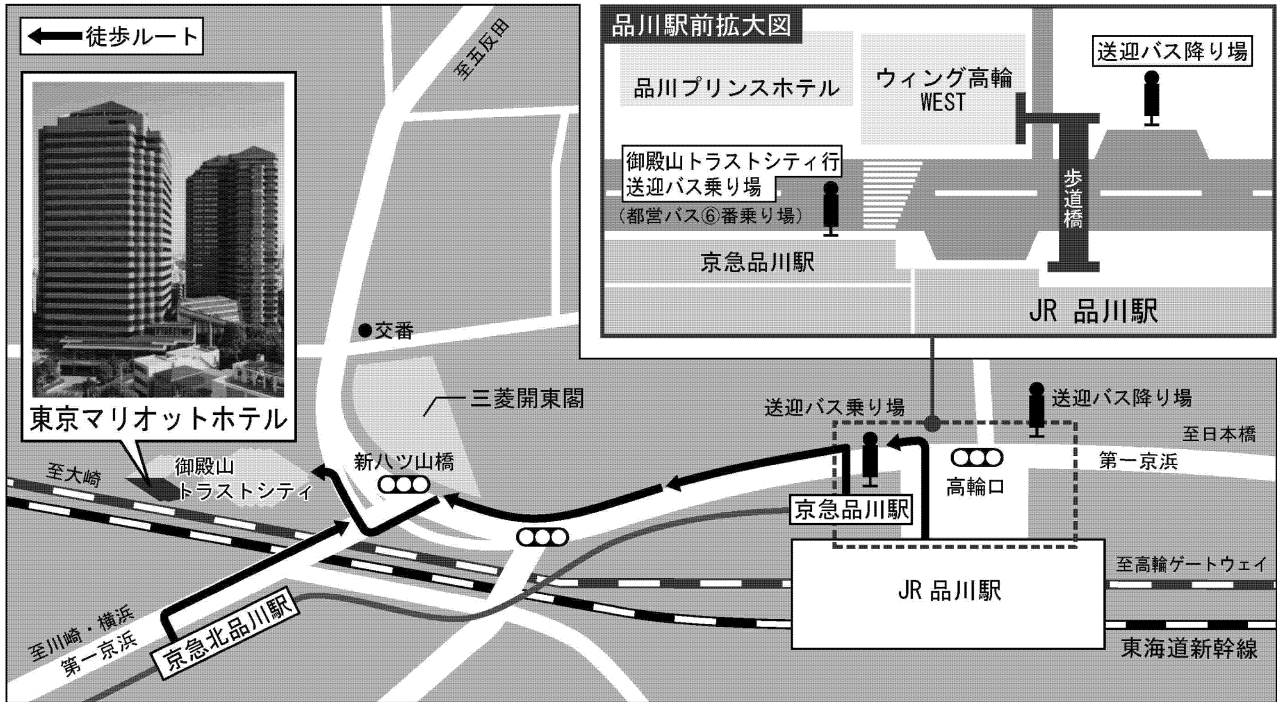 徒歩ルート
至五反田
東京マリオットホテル
交番
三菱開東閣
至大崎
御殿山
トラストシティ
新八ツ山橋
至川崎・横浜
第一京浜
京急北品川駅
品川駅前拡大図
品川プリンスホテル
ウィング高輪
WEST
送迎バス降り場
御殿山トラストシティ行
送迎バス乗り場
(都営バス⑥番乗り場)
歩道橋
京急品川駅
JR 品川駅
送迎バス乗り場
送迎バス降り場
至日本橋
第一京浜
高輪口
京急品川駅
JR 品川駅
至高輪ゲートウェイ
東海道新幹線